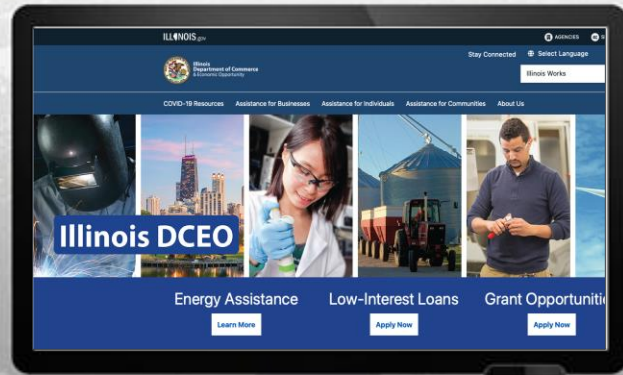 ILLINOIS.gov
AGENCIES
Stay Connected
Select Language
Illinois
Department of Commerce
& Economic Opportunity
Illinois Works
COVID-19 Resources Assistance for Businesses Assistance for Individuals Assistance for Communities About Us
Illinois DCEO
Energy Assistance Low-Interest Loans Grant Opportuniti
Learn More Apply Now Apply Now